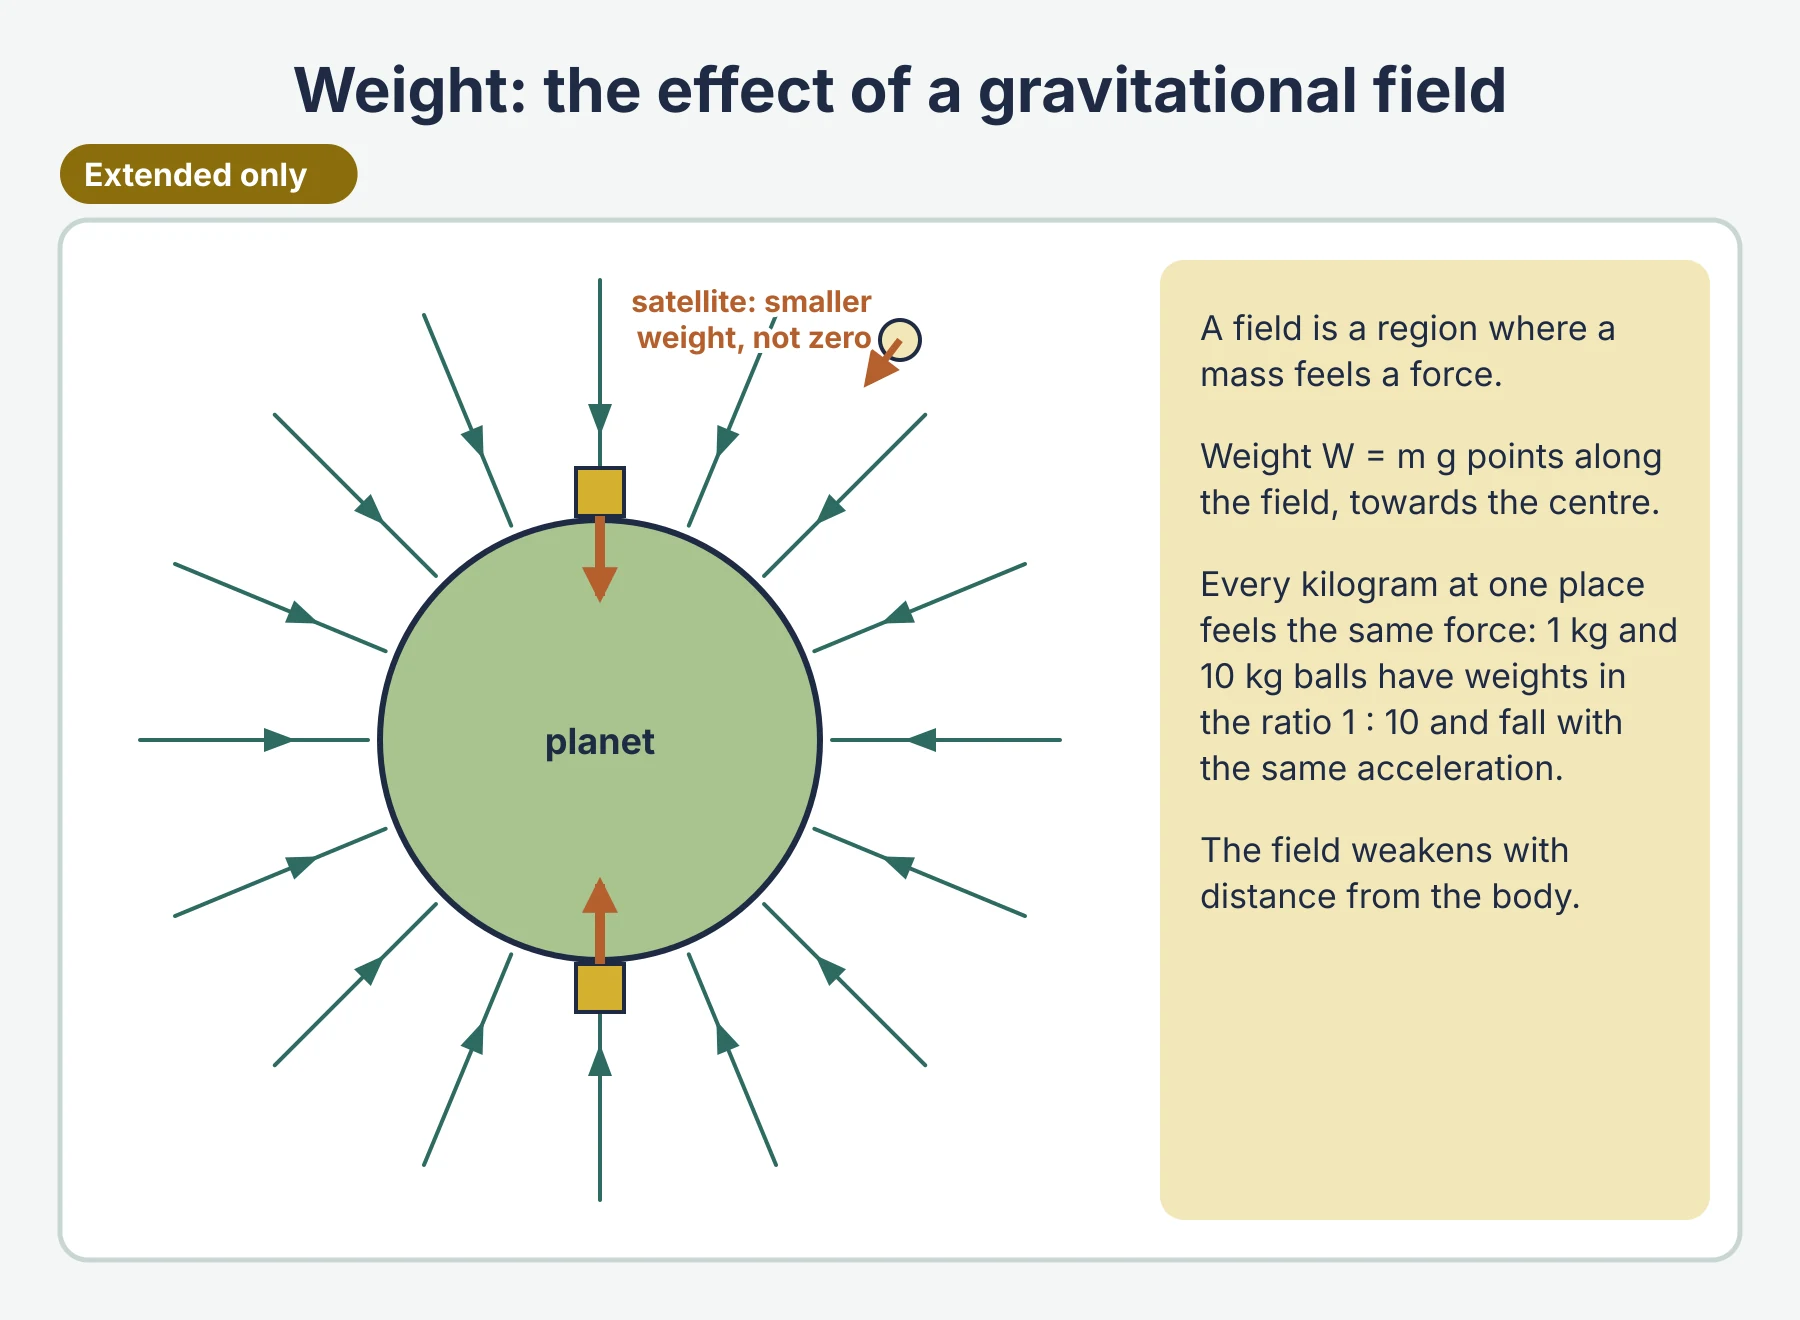 Weight: the effect of a gravitational field
Extended only
satellite: smaller
weight, not zero
planet
A field is a region where a
mass feels a force.
Weight W = m g points along
the field, towards the centre.
Every kilogram at one place
feels the same force: 1 kg and
10 kg balls have weights in
the ratio 1 : 10 and fall with
the same acceleration.
The field weakens with
distance from the body.